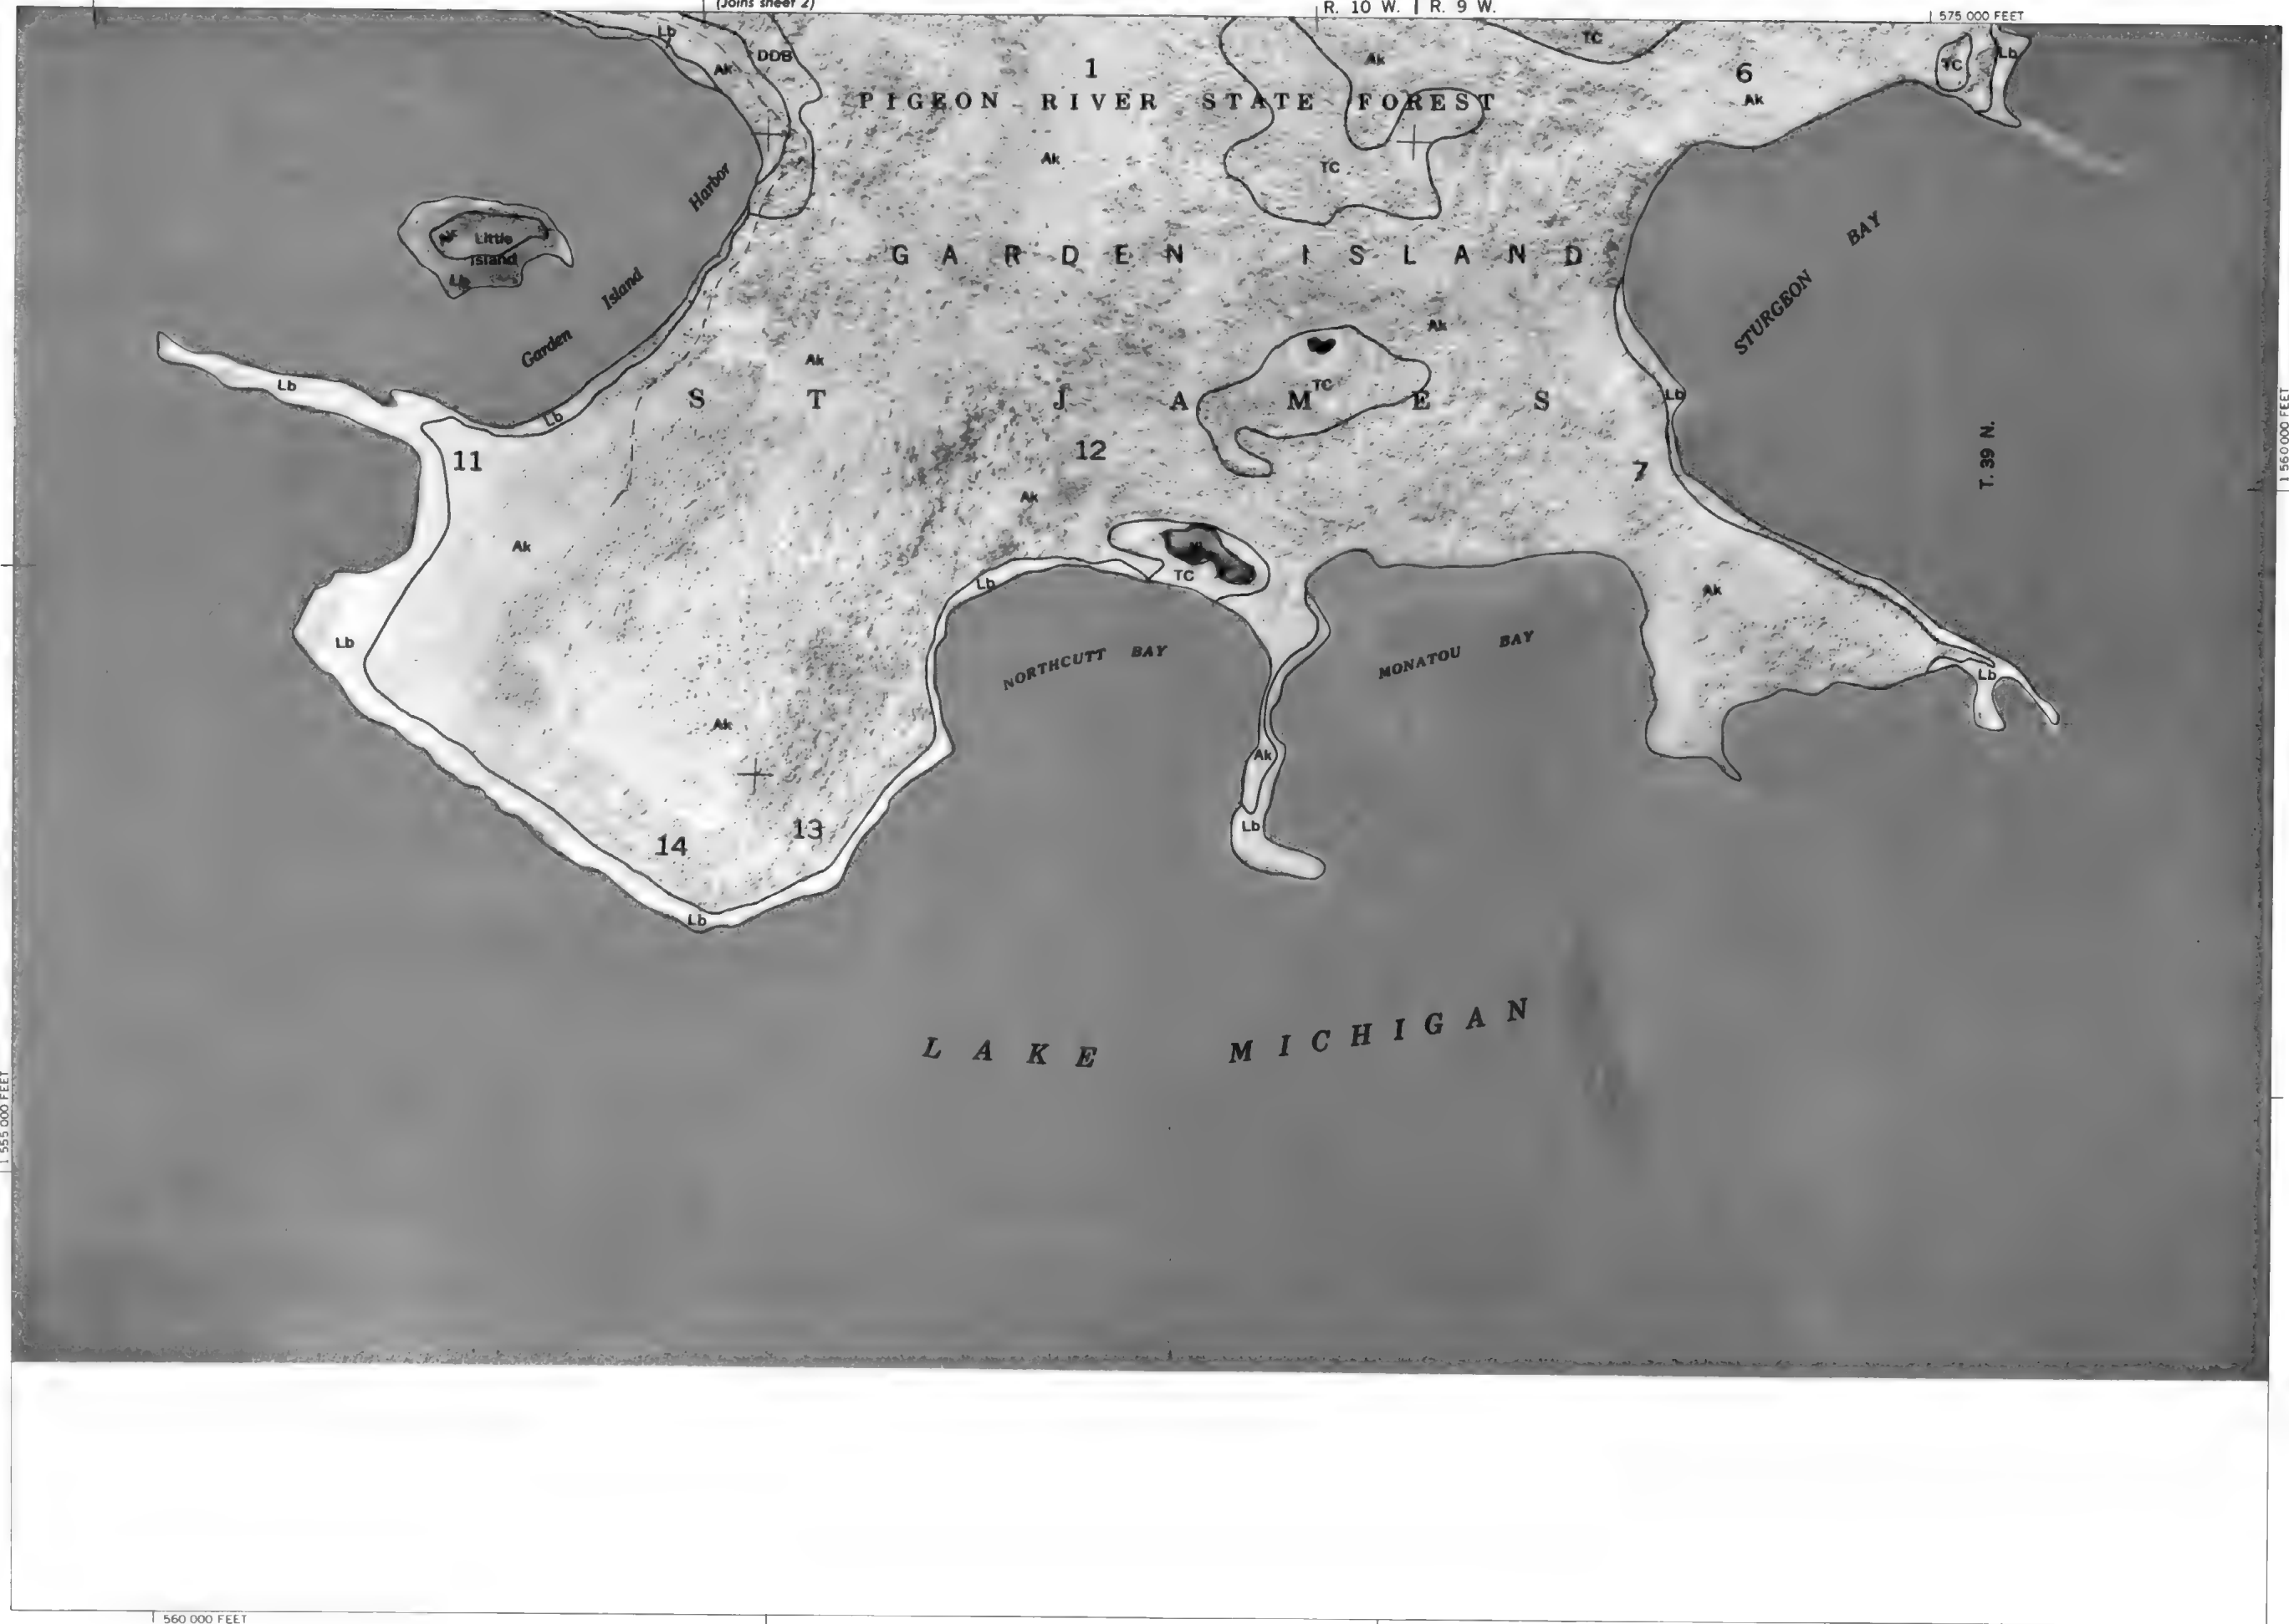 (Joins sheet 2)
R. 10 W. | R. 9 W.
575 000 FEET
Lb
DDB
Ak
1
Ak
TC
6
Ak
TC
Lb
PIGEON RIVER STATE FOREST
Ak
TC
Harbor
Island
Garden
Ak
Little
Island
Lb
GARDEN ISLAND
STURGEON BAY
Ak
Ak
TC
Lb
Lb
Lb
ST JAMES
11
12
7
T. 39 N.
1 560 000 FEET
Ak
Ak
TC
Lb
Ak
Lb
NORTHCUTT BAY
MONATOU BAY
Lb
Ak
Ak
Lb
14
13
Lb
LAKE MICHIGAN
1 555 000 FEET
560 000 FEET